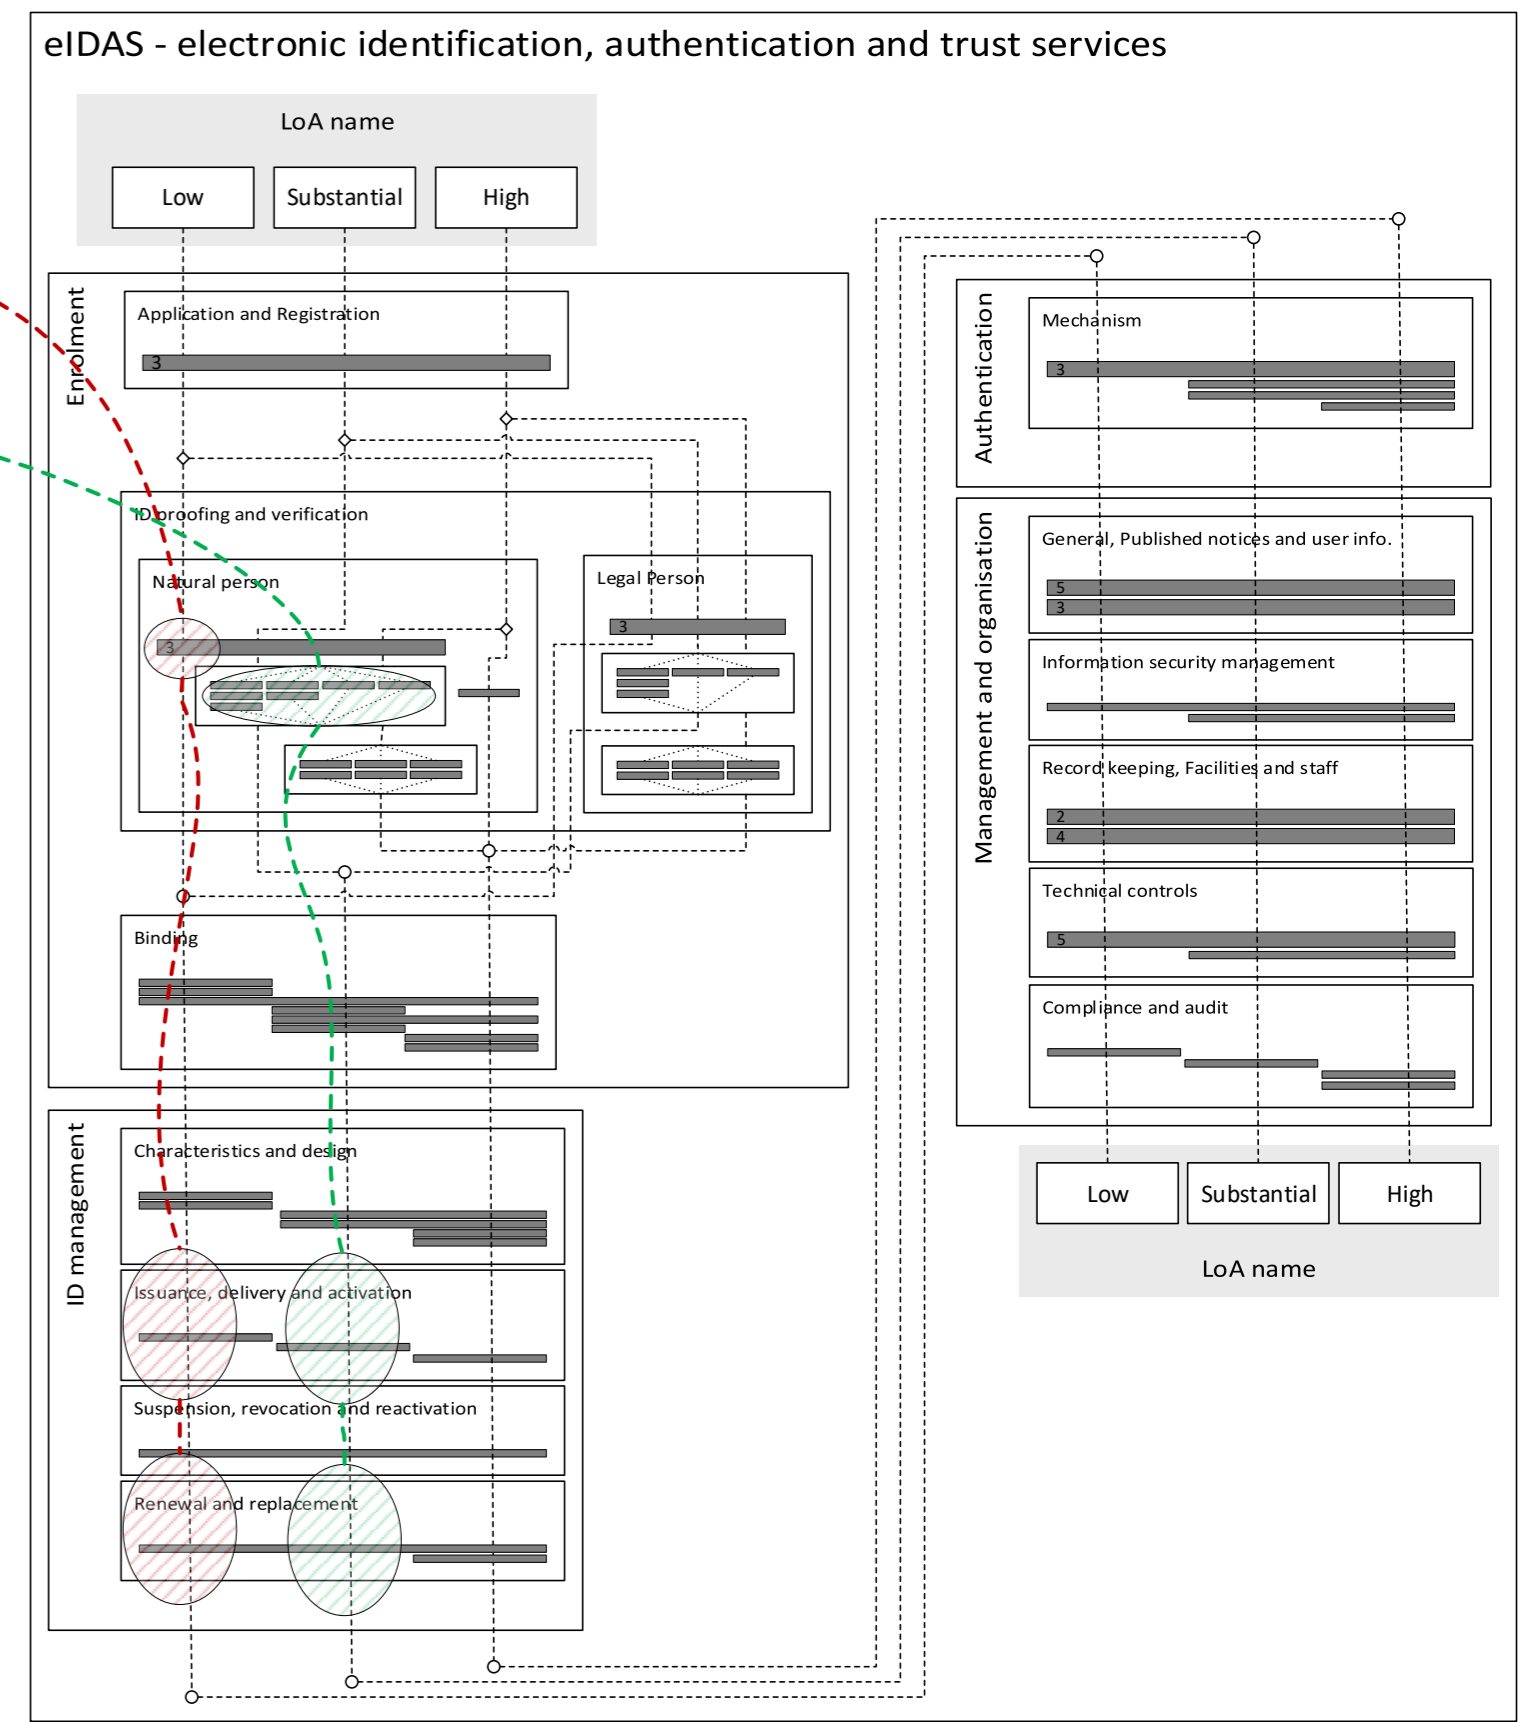 eIDAS - electronic identification, authentication and trust services
LoA name
Low
Substantial
High
Enrolment
Application and Registration
3
ID proofing and verification
Natural person
3
Legal Person
3
Binding
ID management
Characteristics and design
Issuance, delivery and activation
Suspension, revocation and reactivation
Renewal and replacement
Authentication
Mechanism
3
Management and organisation
General, Published notices and user info.
5
3
Information security management
Record keeping, Facilities and staff
2
4
Technical controls
5
Compliance and audit
Low
Substantial
High
LoA name